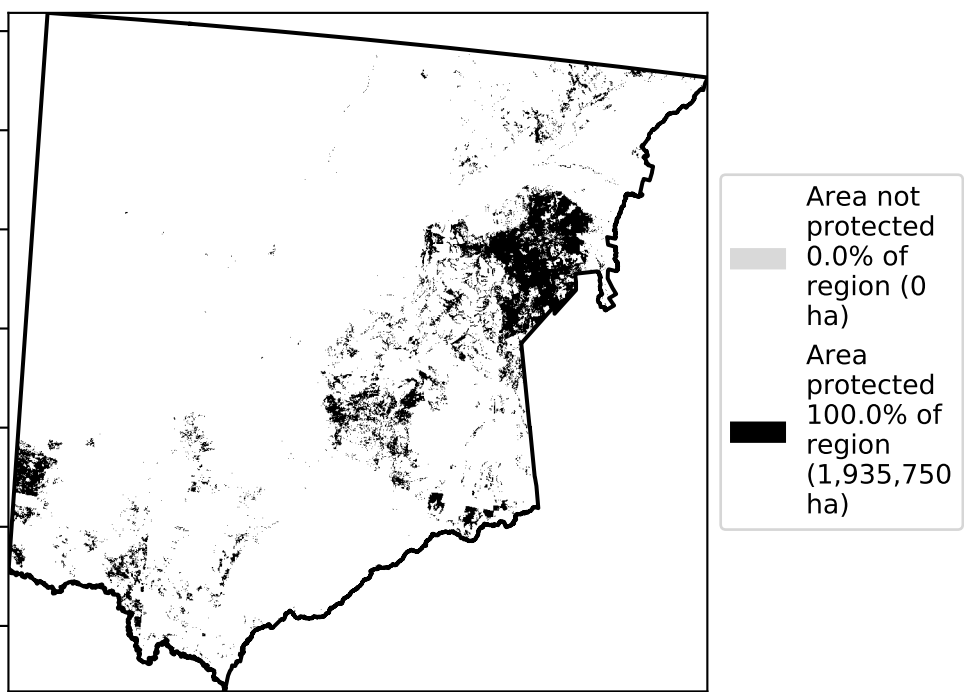 Area not
protected
0.0% of
region (0
ha)
Area
protected
100.0% of
region
(1,935,750
ha)